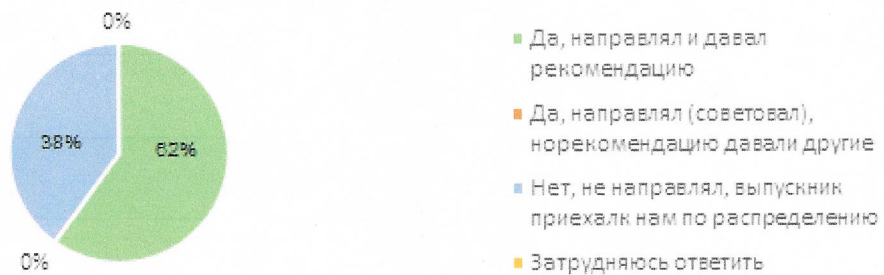 0%
38%
62%
0%
Да, направлял и давал
рекомендацию
Да, направлял (советовал),
норекомендацию давали другие
Нет, не направлял, выпускник
приехалк нам по распределению
Затрудняюсь ответить